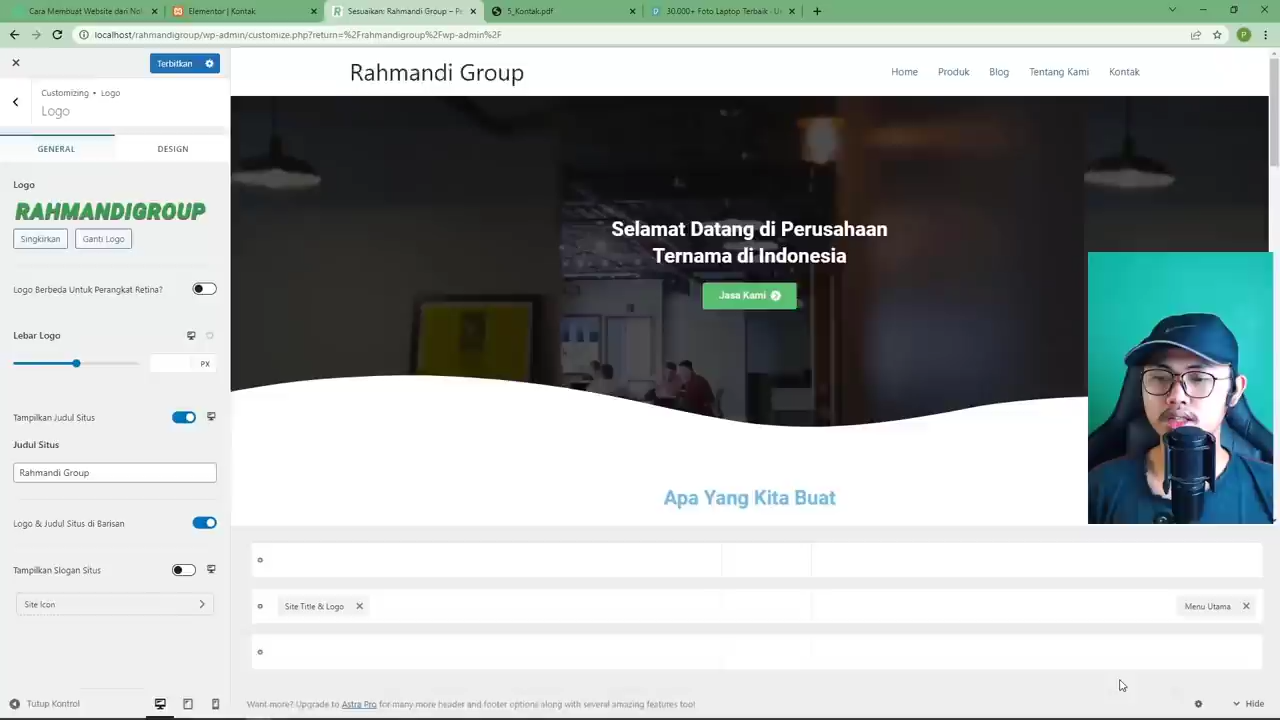 Cara Membuat Website dari Nol
Elementor | Kontak
Sesuaikan: Rahmandi Group – Pe
5_Kontak.pdf
30.000+ Foto Laptop Terbaik · Un
localhost/rahmandigroup/wp-admin/customize.php?return=%2Frahmandigroup%2Fwp-admin%2F
P
Terbitkan
Customizing • Logo
Logo
GENERAL
DESIGN
Logo
RAHMANDIGROUP
Singkirkan
Ganti Logo
Logo Berbeda Untuk Perangkat Retina?
Lebar Logo
PX
Tampilkan Judul Situs
Judul Situs
Rahmandi Group
Logo & Judul Situs di Barisan
Tampilkan Slogan Situs
Site Icon
Tutup Kontrol
Rahmandi Group
Home
Produk
Blog
Tentang Kami
Kontak
Selamat Datang di Perusahaan
Ternama di Indonesia
Jasa Kami
Apa Yang Kita Buat
Site Title & Logo
Menu Utama
Want more? Upgrade to Astra Pro for many more header and footer options along with several amazing features too!
Hide